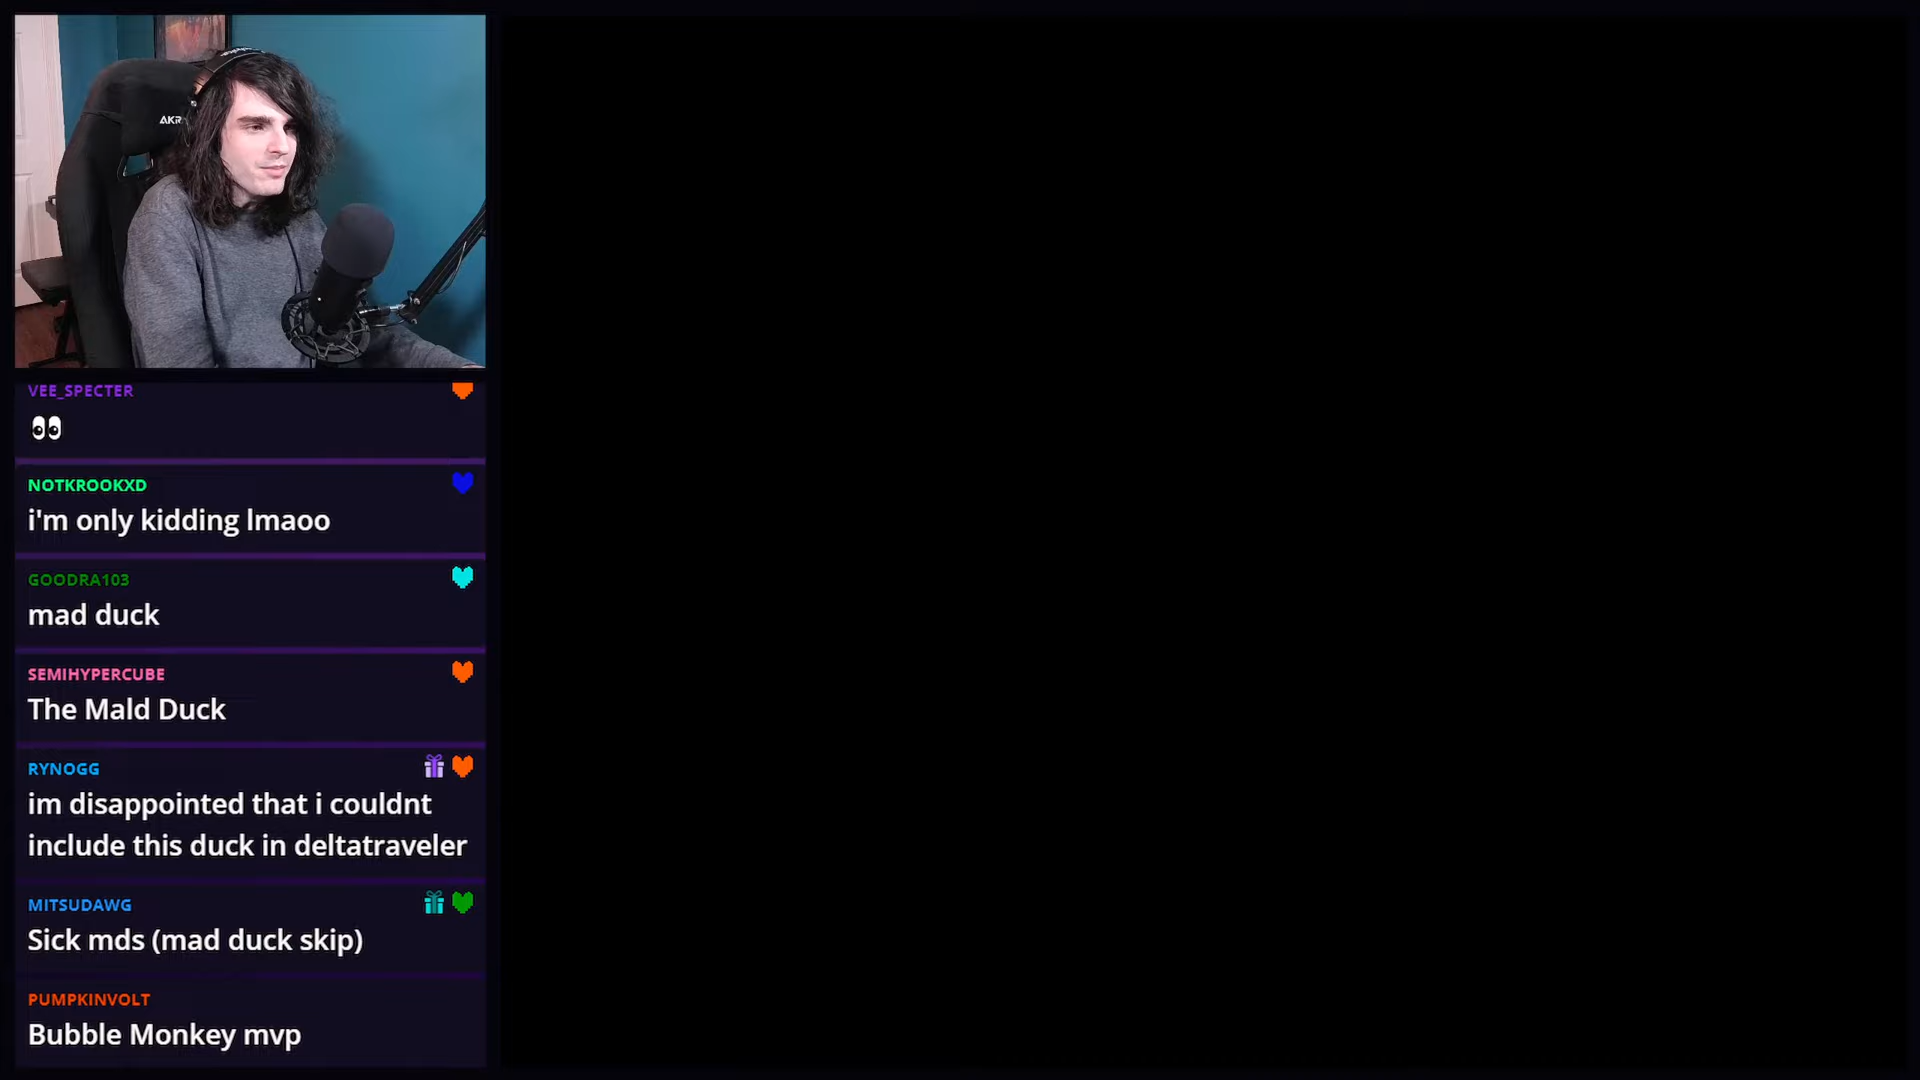 AKR
VEE_SPECTER
NOTKROOKXD
i'm only kidding lmaoo
GOODRA103
mad duck
SEMIHYPERCUBE
The Mald Duck
RYNOGG
im disappointed that i couldnt
include this duck in deltatraveler
MITSUDAWG
Sick mds (mad duck skip)
PUMPKINVOLT
Bubble Monkey mvp